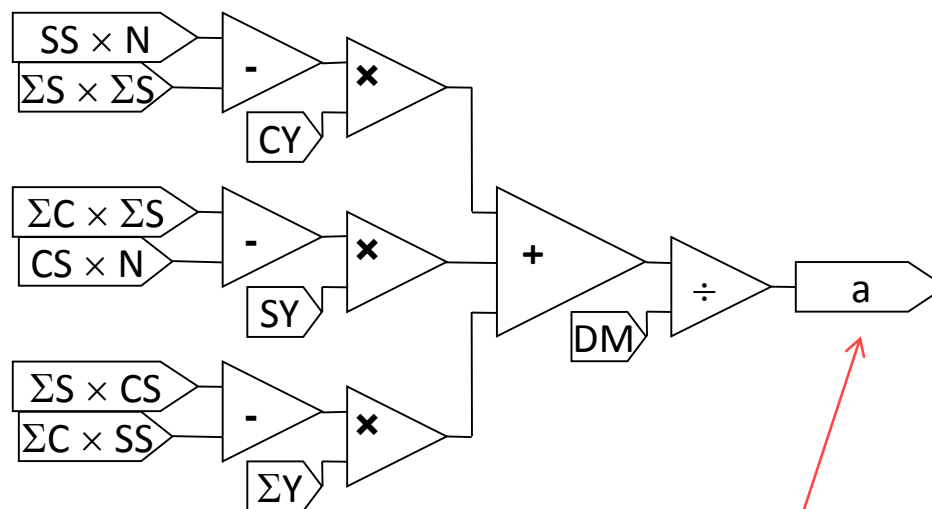 SS × N
-
ΣS × ΣS
×
CY
ΣC × ΣS
-
CS × N
×
SY
+
÷
a
DM
ΣS × CS
-
ΣC × SS
×
ΣY